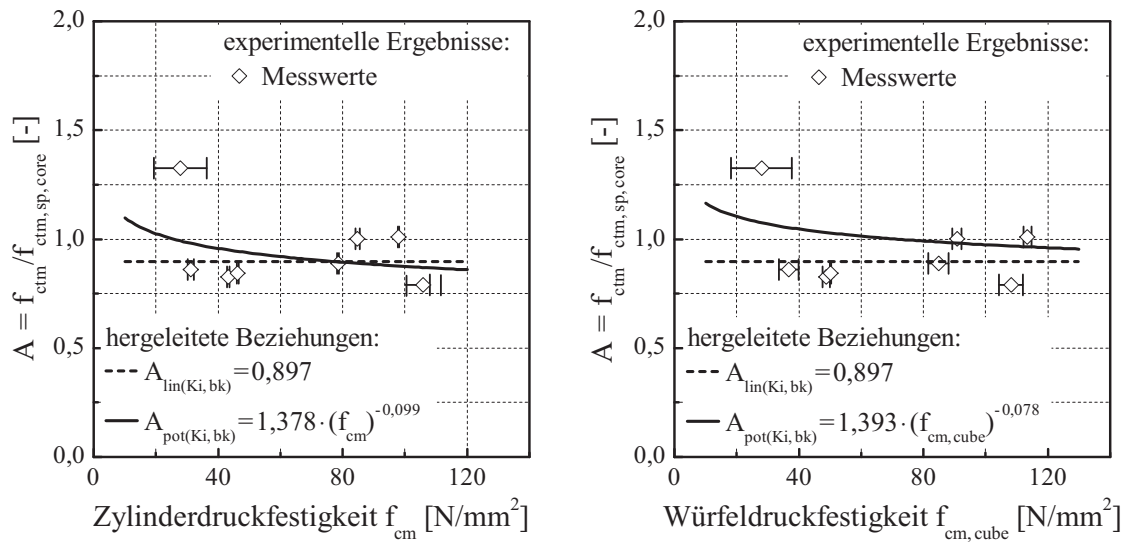 2,0
1,5
1,0
0,5
0,0
A = f_ctm/f_ctm,sp,core [-]
experimentelle Ergebnisse:
Messwerte
hergeleitete Beziehungen:
A_lin(Ki, bk) = 0,897
A_pot(Ki, bk) = 1,378 · (f_cm)^-0,099
0 40 80 120
Zylinderdruckfestigkeit f_cm [N/mm²]
2,0
1,5
1,0
0,5
0,0
A = f_ctm/f_ctm,sp,core [-]
experimentelle Ergebnisse:
Messwerte
hergeleitete Beziehungen:
A_lin(Ki, bk) = 0,897
A_pot(Ki, bk) = 1,393 · (f_cm, cube)^-0,078
0 40 80 120
Würfeldruckfestigkeit f_cm, cube [N/mm²]